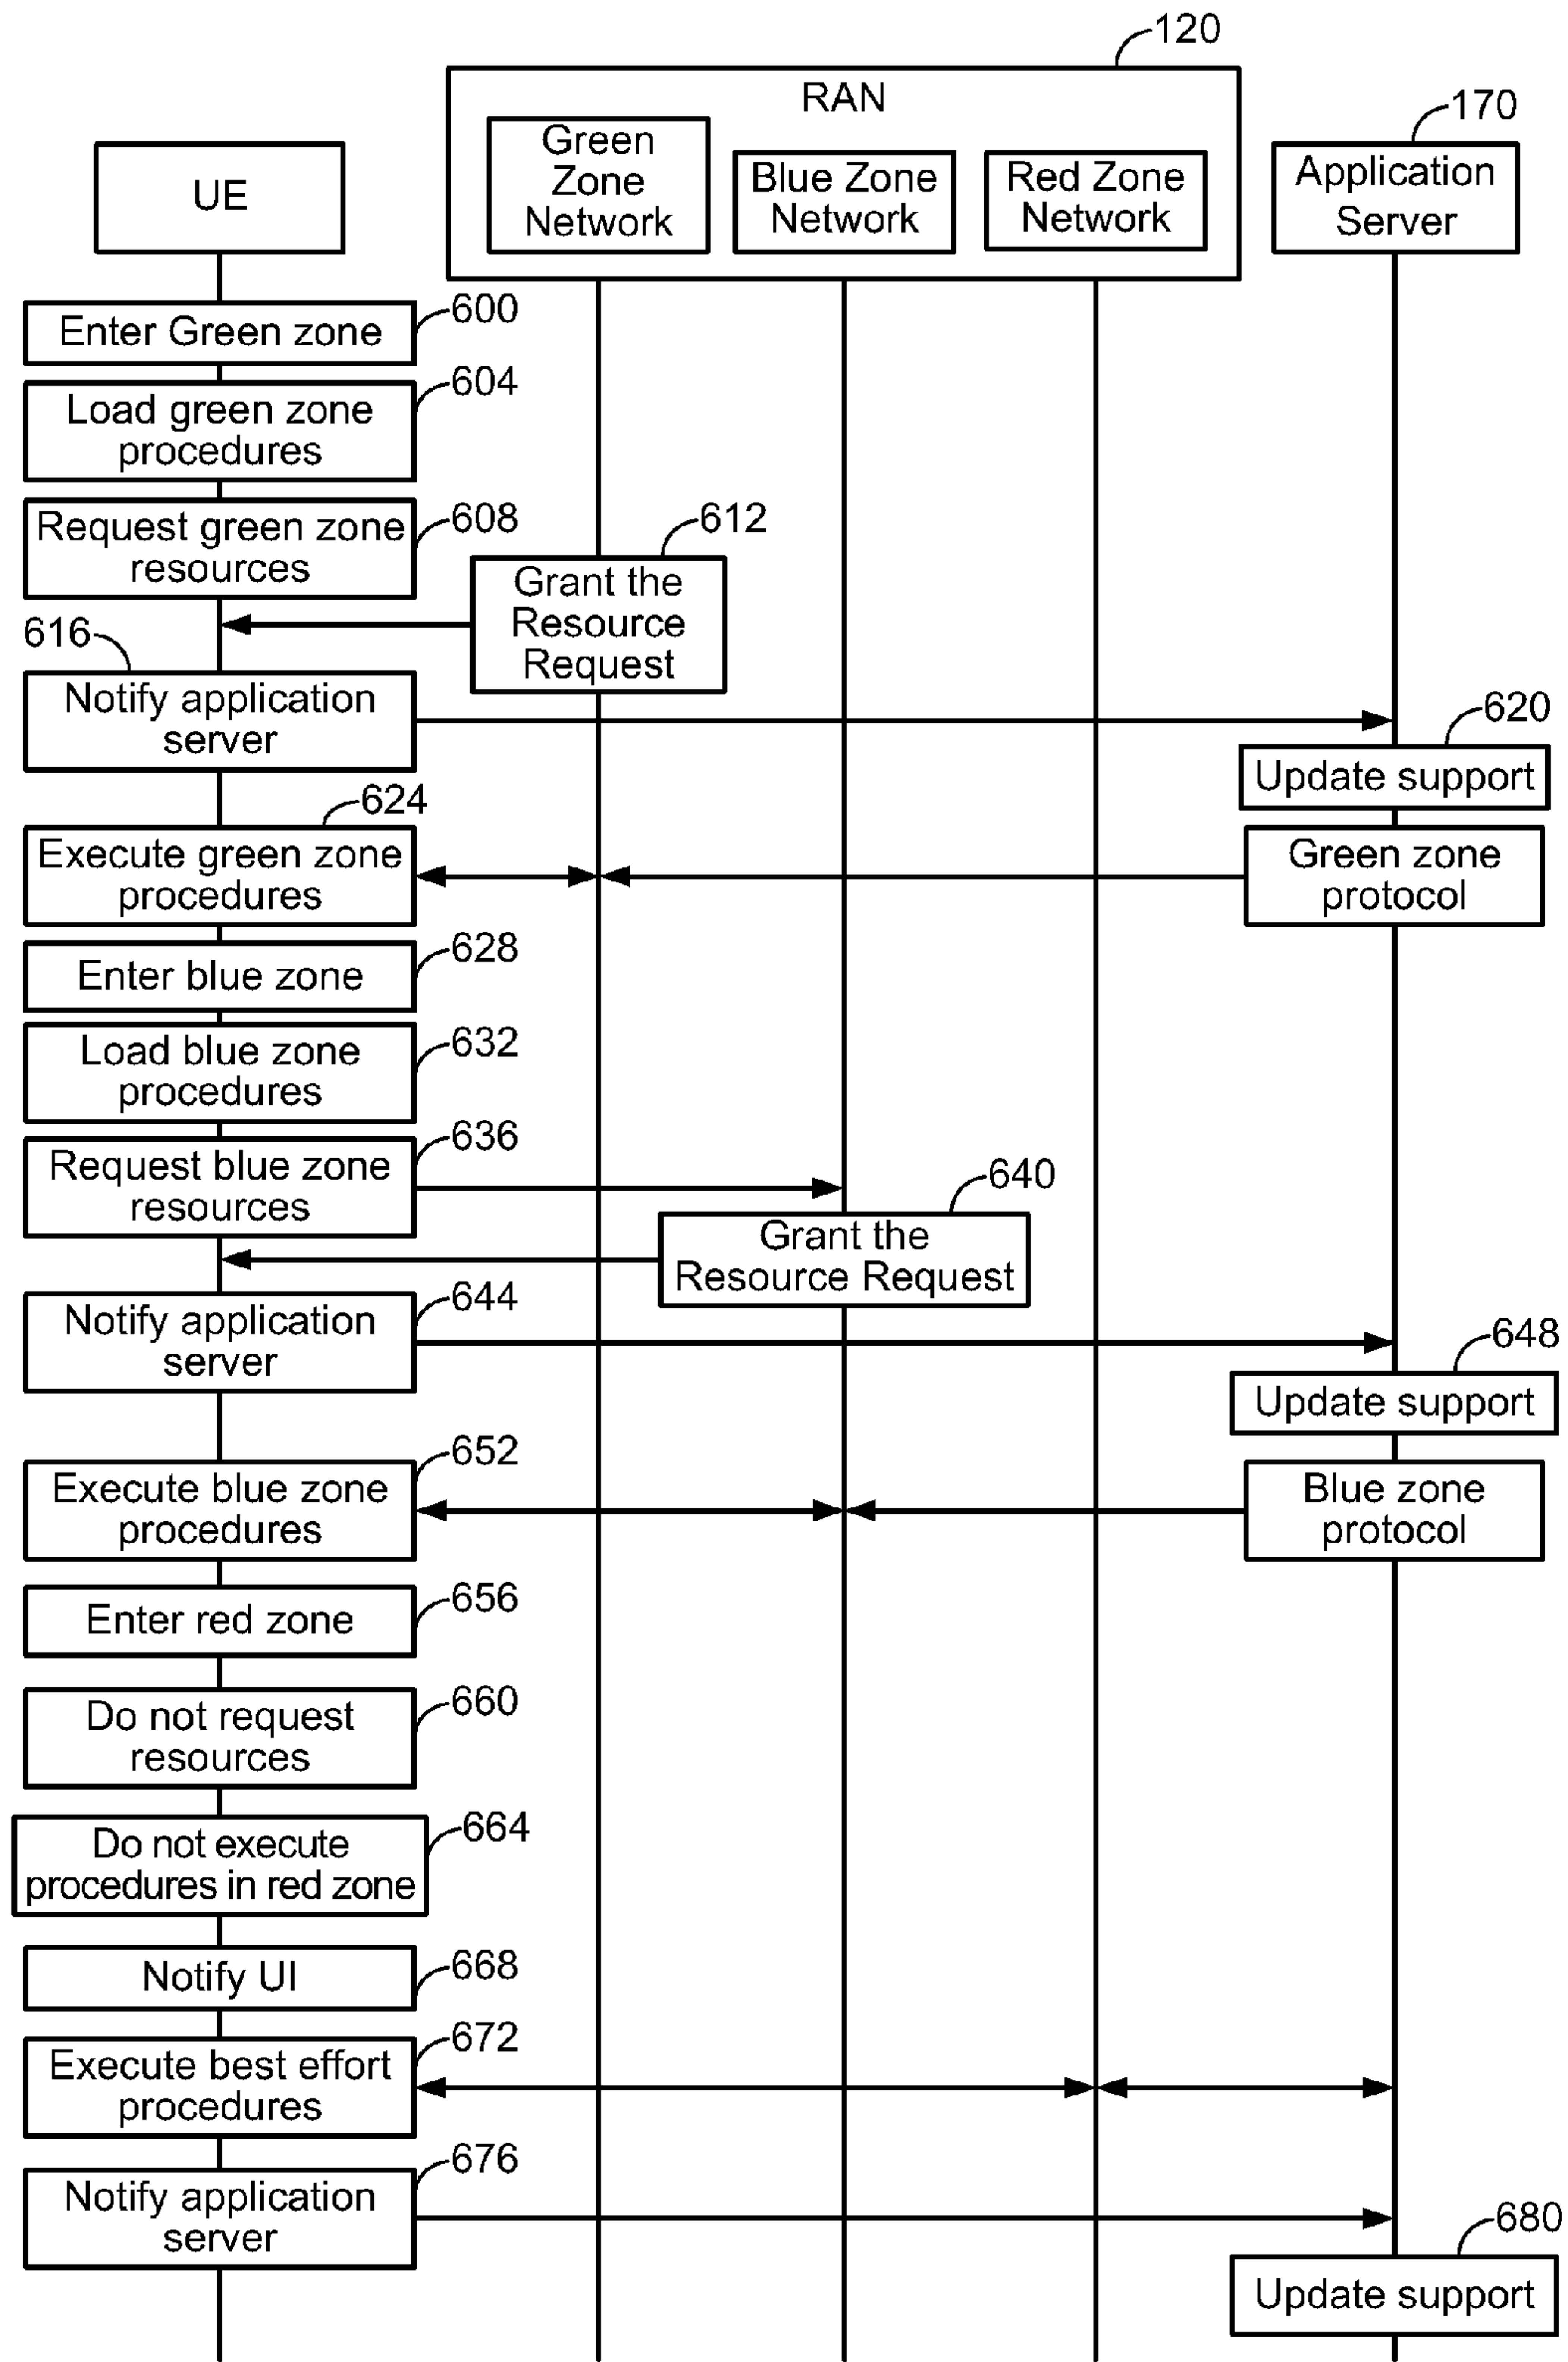 120
RAN
170
UE
Green
Zone
Network
Blue Zone
Network
Red Zone
Network
Application
Server
Enter Green zone
600
Load green zone
procedures
604
Request green zone
resources
608
612
Grant the
Resource
Request
616
Notify application
server
620
Update support
624
Execute green zone
procedures
Green zone
protocol
Enter blue zone
628
Load blue zone
procedures
632
Request blue zone
resources
636
640
Grant the
Resource Request
Notify application
server
644
648
Update support
Execute blue zone
procedures
652
Blue zone
protocol
Enter red zone
656
Do not request
resources
660
Do not execute
procedures in red zone
664
Notify UI
668
Execute best effort
procedures
672
Notify application
server
676
680
Update support